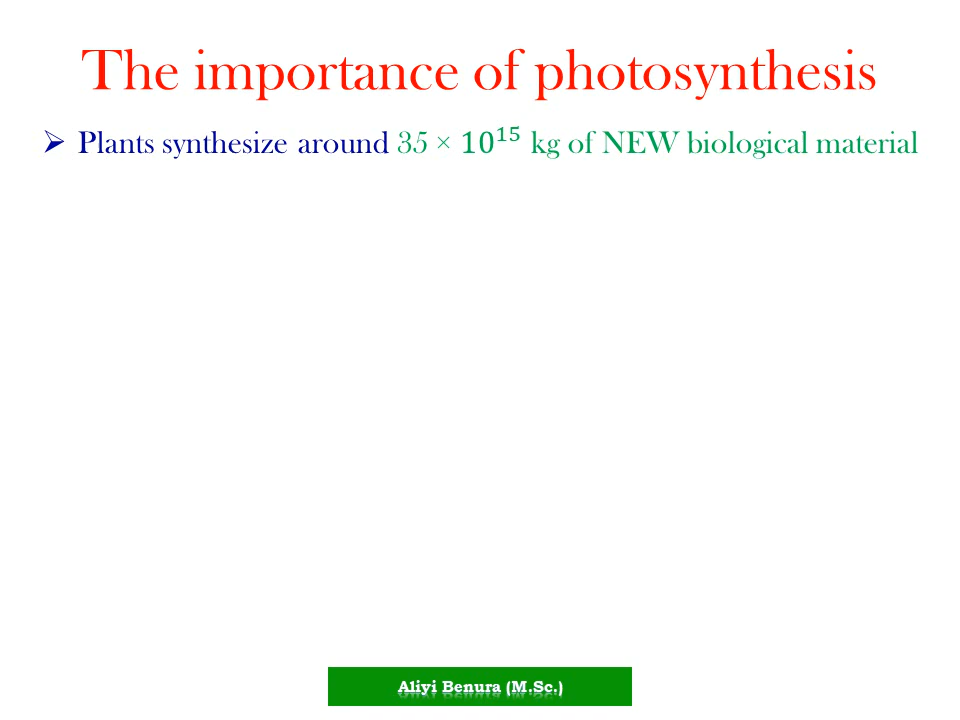 The importance of photosynthesis
➢ Plants synthesize around 35 × 10¹⁵ kg of NEW biological material
Aliyi Benura (M.Sc.)